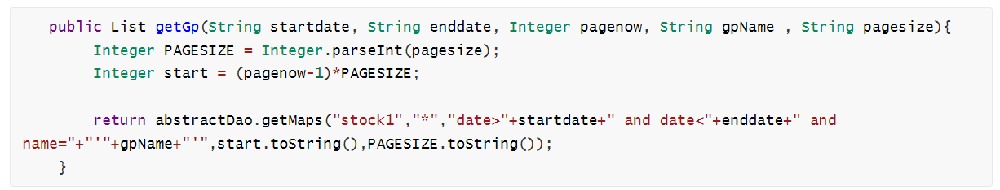 public List getGp(String startdate, String enddate, Integer pagenow, String gpName , String pagesize){
Integer PAGESIZE = Integer.parseInt(pagesize);
Integer start = (pagenow-1)*PAGESIZE;
return abstractDao.getMaps("stock1","*","date>"+startdate+" and date<"+enddate+" and
name="+"'"+gpName+"'",start.toString(),PAGESIZE.toString());
}